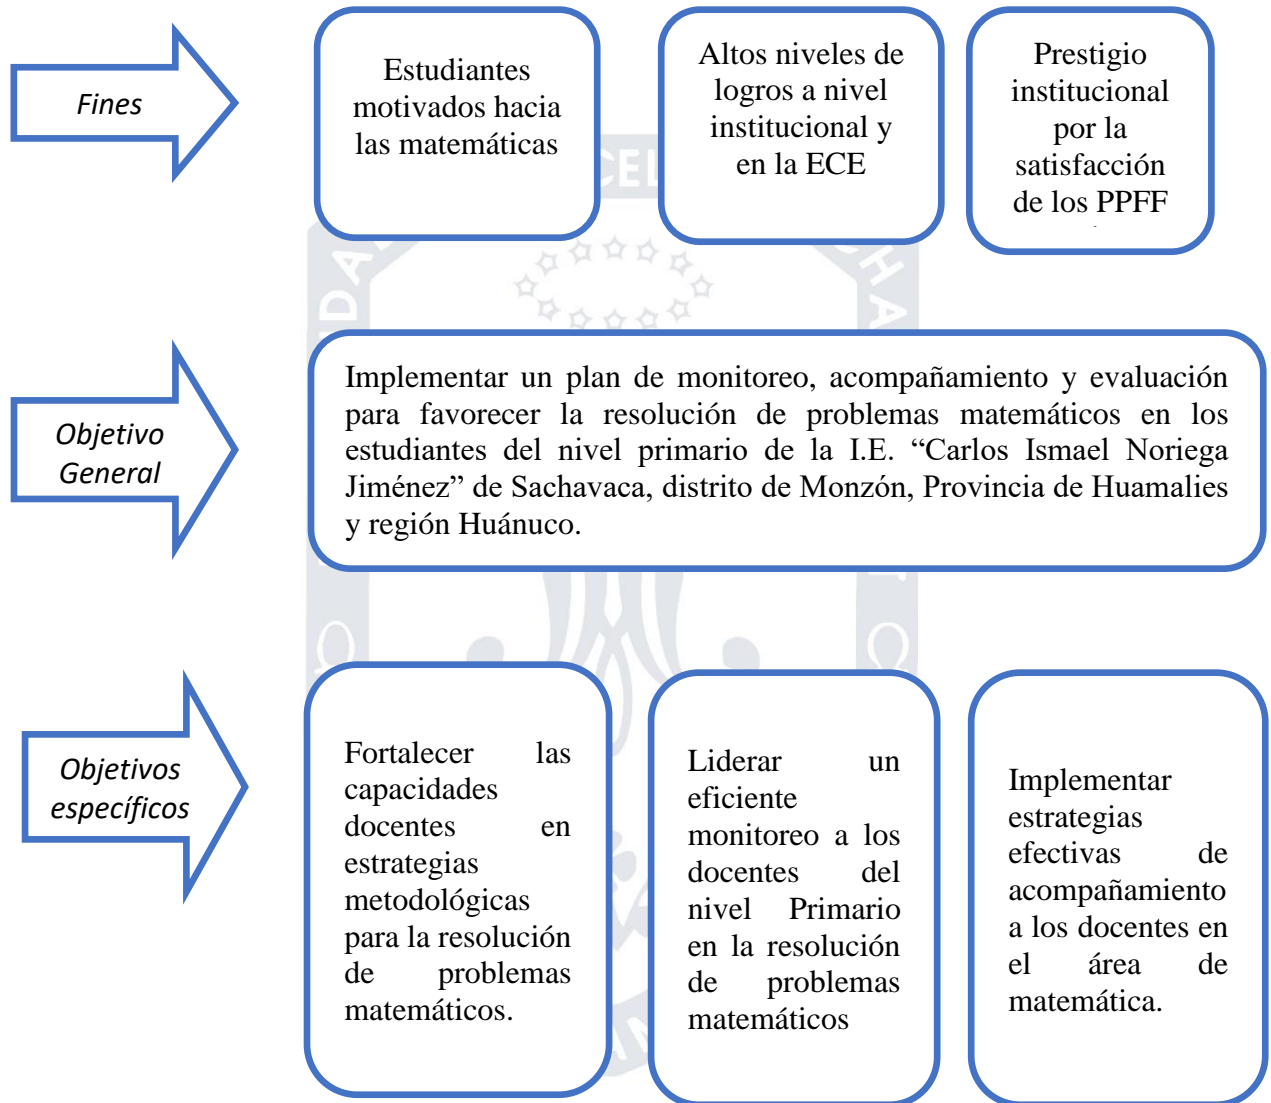 Fines
Estudiantes
motivados hacia
las matemáticas
Altos niveles de
logros a nivel
institucional y
en la ECE
Prestigio
institucional
por la
satisfacción
de los PPFF
Objetivo
General
Implementar un plan de monitoreo, acompañamiento y evaluación
para favorecer la resolución de problemas matemáticos en los
estudiantes del nivel primario de la I.E. “Carlos Ismael Noriega
Jiménez” de Sachavaca, distrito de Monzón, Provincia de Huamalies
y región Huánuco.
Objetivos
específicos
Fortalecer las
capacidades
docentes en
estrategias
metodológicas
para la resolución
de problemas
matemáticos.
Liderar un
eficiente
monitoreo a los
docentes del
nivel Primario
en la resolución
de problemas
matemáticos
Implementar
estrategias
efectivas de
acompañamiento
a los docentes en
el área de
matemática.